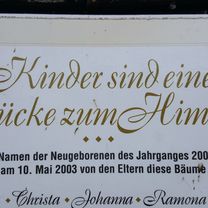 Kinder sind eine
ücke zum Him
Namen der Neugeborenen des Jahrganges 200
am 10. Mai 2003 von den Eltern diese Bäume
Christa · Johanna · Ramona